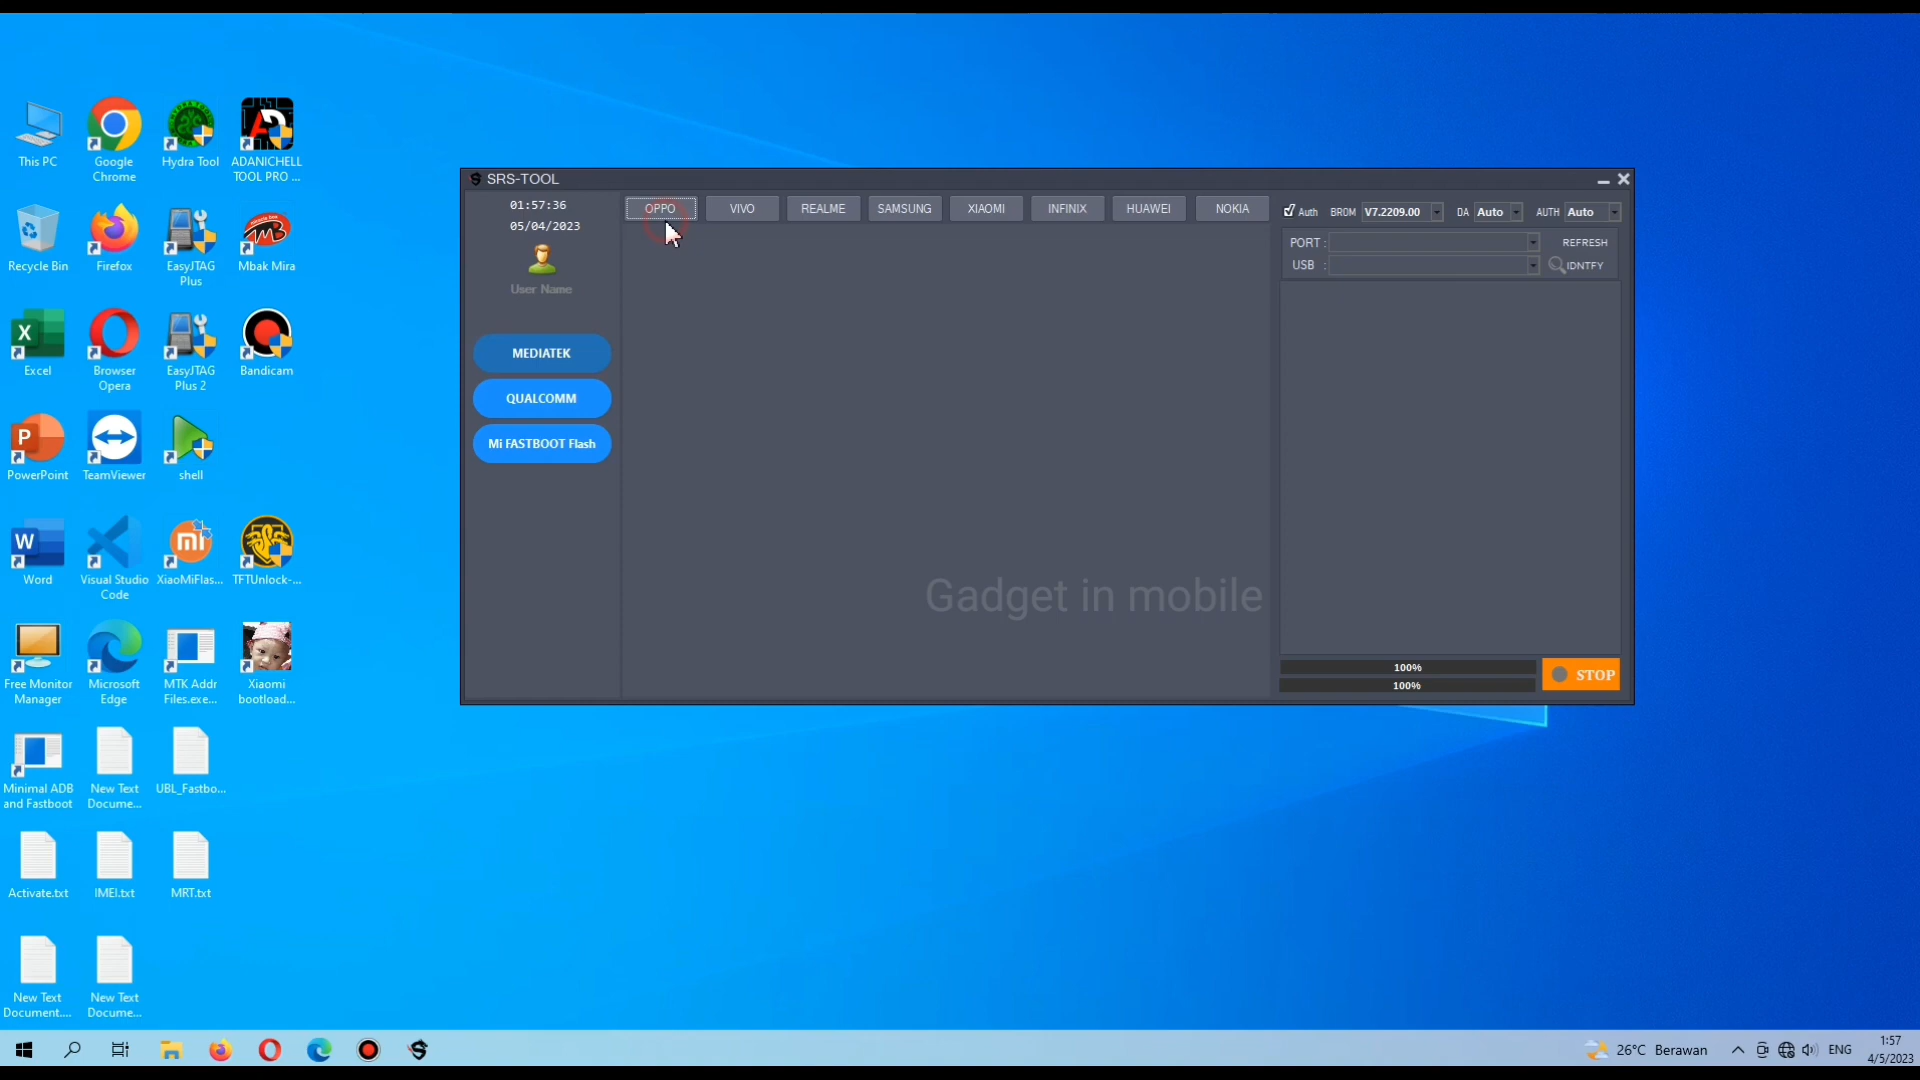 This PC
Google
Chrome
Hydra Tool
ADANICHELL
TOOL PRO ...
Recycle Bin
Firefox
EasyJTAG
Plus
Mbak Mira
Excel
Browser
Opera
EasyJTAG
Plus 2
Bandicam
PowerPoint
TeamViewer
shell
Word
Visual Studio
Code
XiaoMiFlas...
TFTUnlock-...
Free Monitor
Manager
Microsoft
Edge
MTK Addr
Files.exe...
Xiaomi
bootload...
Minimal ADB
and Fastboot
New Text
Docume...
UBL_Fastbo...
Activate.txt
IMEI.txt
MRT.txt
New Text
Document....
New Text
Docume...
SRS-TOOL
01:57:36
05/04/2023
User Name
MEDIATEK
QUALCOMM
Mi FASTBOOT Flash
OPPO
VIVO
REALME
SAMSUNG
XIAOMI
INFINIX
HUAWEI
NOKIA
Auth BROM V7.2209.00 DA Auto AUTH Auto
PORT : REFRESH
USB : IDNTFY
Gadget in mobile
100%
100%
STOP
26°C Berawan
ENG
1:57
4/5/2023